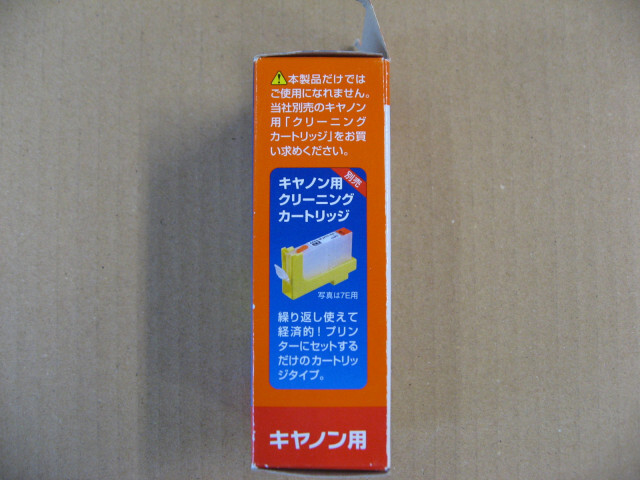 ⚠本製品だけでは
ご使用になれません。
当社別売のキヤノン
用「クリーニング
カートリッジ」をお買
い求めください。
別売
キヤノン用
クリーニング
カートリッジ
写真は7E用
繰り返し使えて
経済的!プリン
ターにセットする
だけのカートリッ
ジタイプ。
キヤノン用